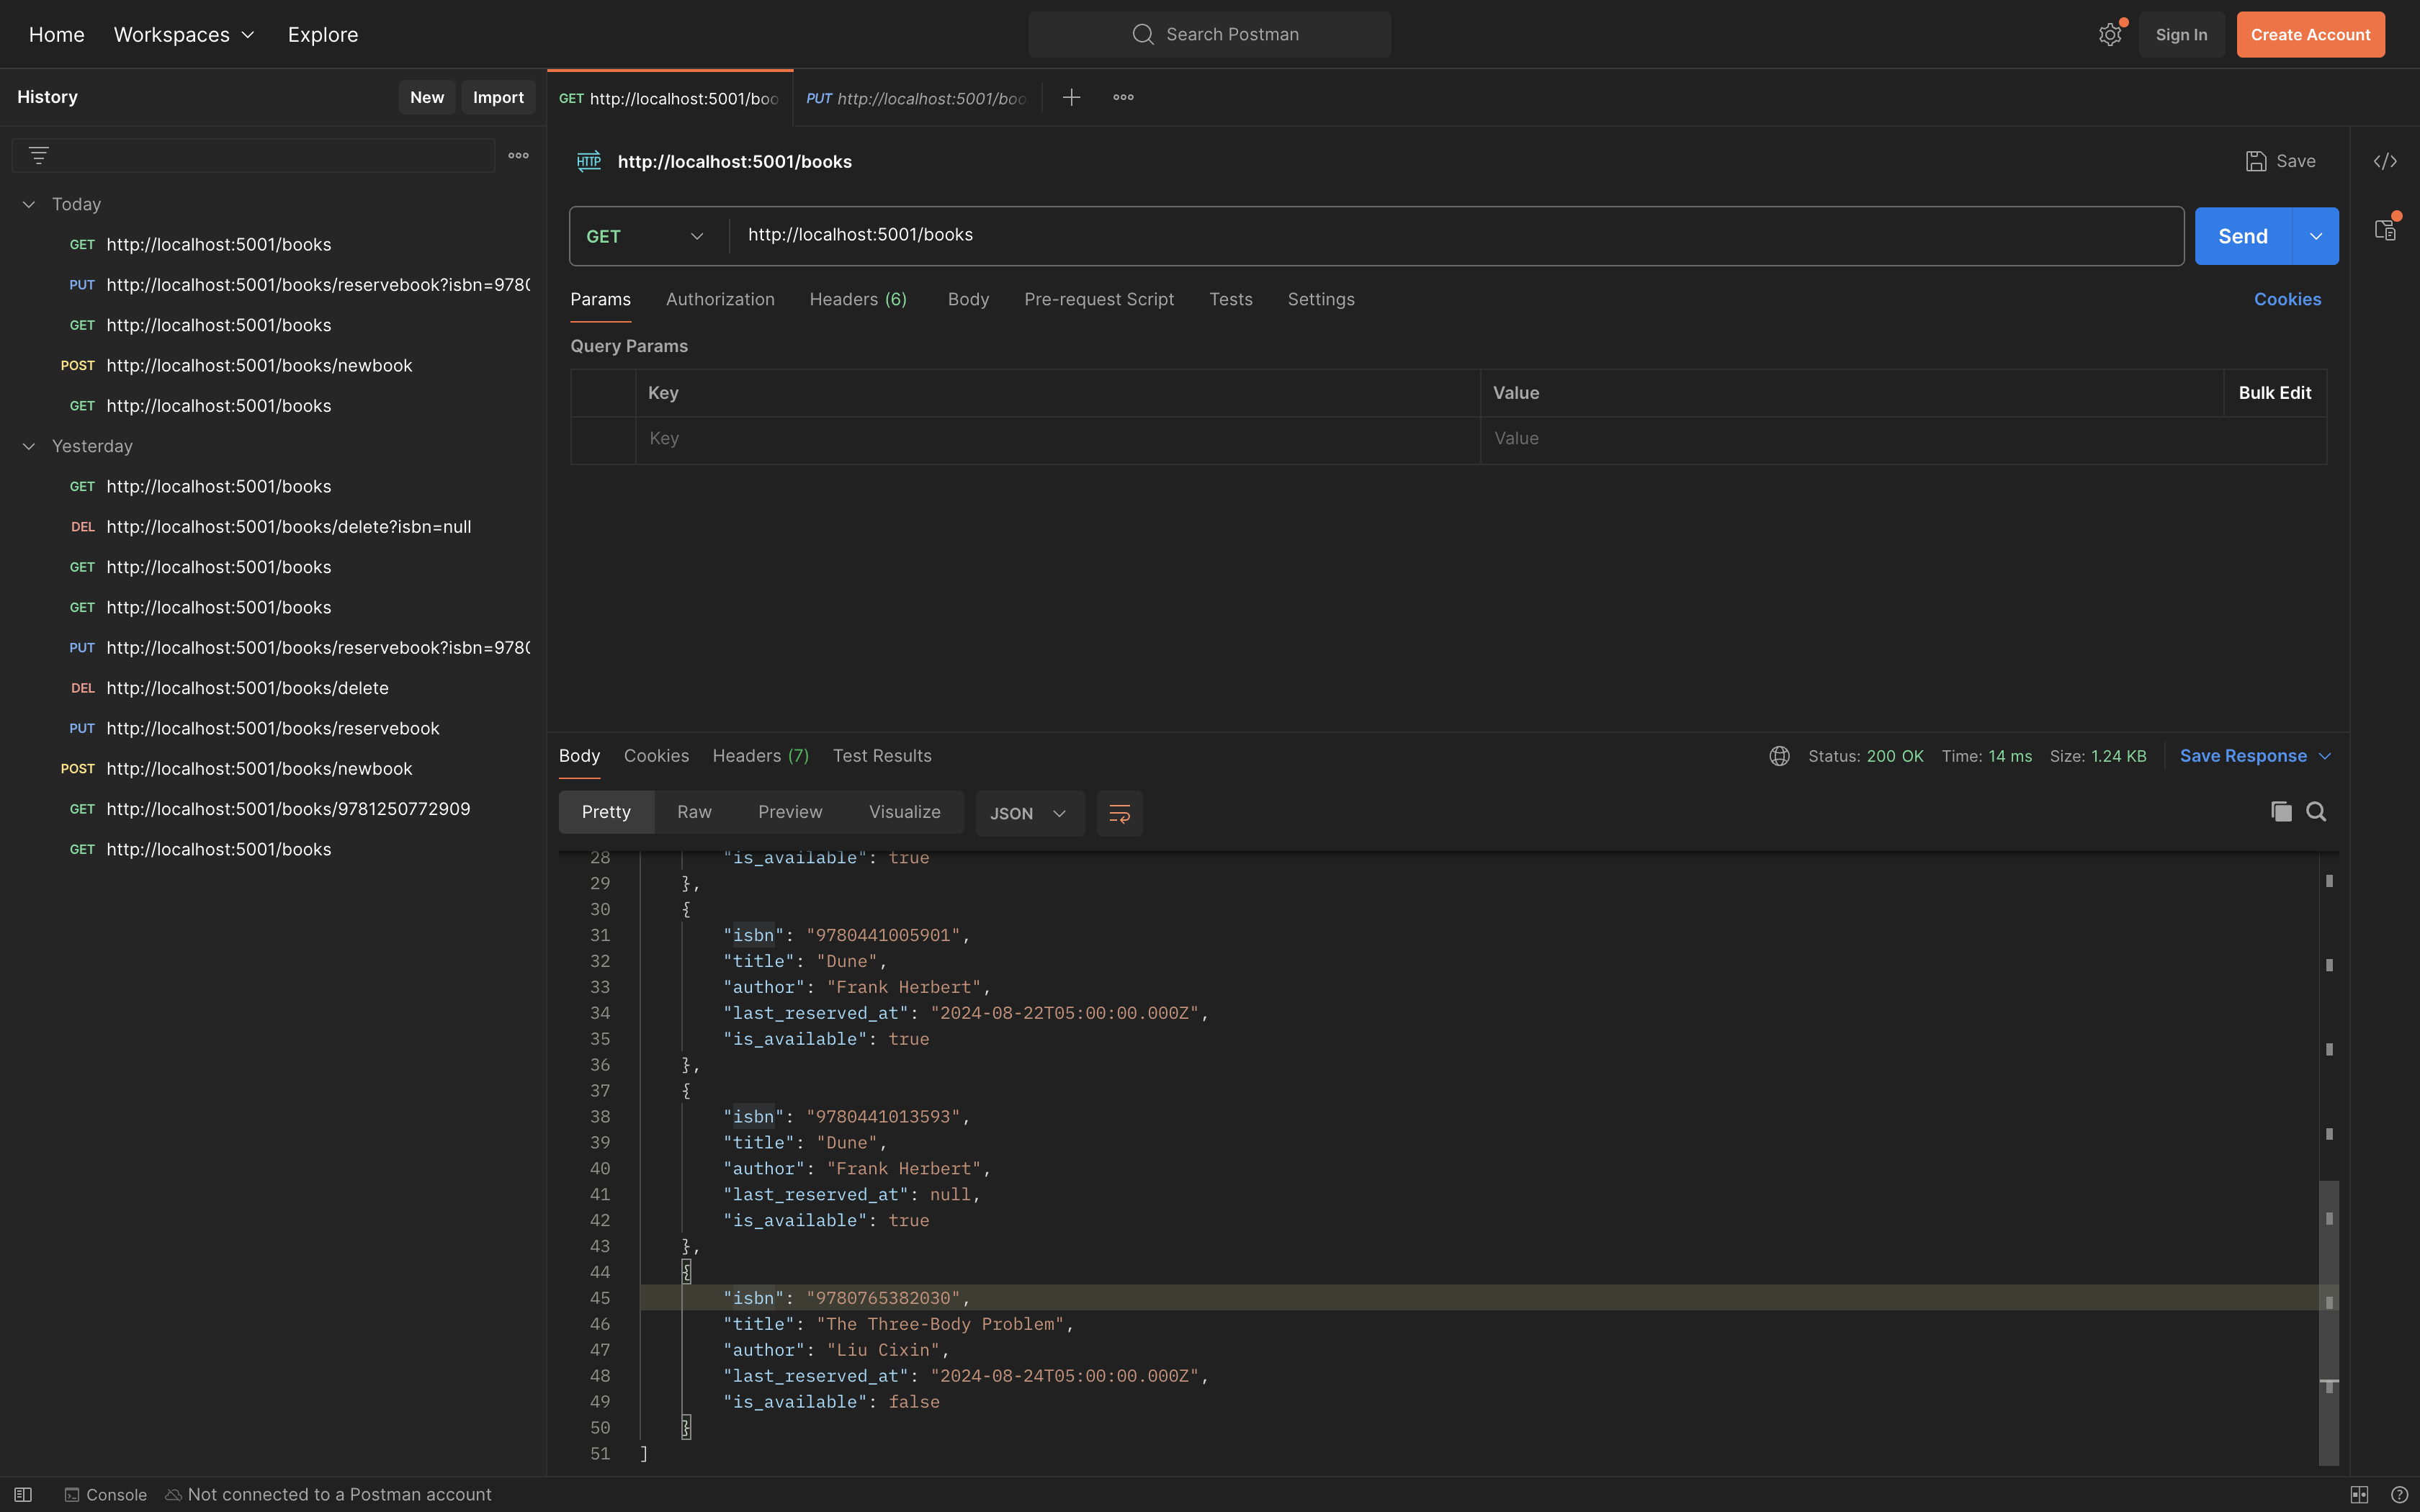 Home Workspaces Explore Search Postman Sign In Create Account
History New Import GET http://localhost:5001/boo PUT http://localhost:5001/boo
HTTP http://localhost:5001/books Save
Today
GET http://localhost:5001/books
PUT http://localhost:5001/books/reservebook?isbn=978
GET http://localhost:5001/books
POST http://localhost:5001/books/newbook
GET http://localhost:5001/books
Yesterday
GET http://localhost:5001/books
DEL http://localhost:5001/books/delete?isbn=null
GET http://localhost:5001/books
GET http://localhost:5001/books
PUT http://localhost:5001/books/reservebook?isbn=978
DEL http://localhost:5001/books/delete
PUT http://localhost:5001/books/reservebook
POST http://localhost:5001/books/newbook
GET http://localhost:5001/books/9781250772909
GET http://localhost:5001/books
GET http://localhost:5001/books Send
Params Authorization Headers (6) Body Pre-request Script Tests Settings Cookies
Query Params
Key Value Bulk Edit
Key Value
Body Cookies Headers (7) Test Results Status: 200 OK Time: 14 ms Size: 1.24 KB Save Response
Pretty Raw Preview Visualize JSON
28 "is_available": true
29 },
30 {
31 "isbn": "9780441005901",
32 "title": "Dune",
33 "author": "Frank Herbert",
34 "last_reserved_at": "2024-08-22T05:00:00.000Z",
35 "is_available": true
36 },
37 {
38 "isbn": "9780441013593",
39 "title": "Dune",
40 "author": "Frank Herbert",
41 "last_reserved_at": null,
42 "is_available": true
43 },
44 {
45 "isbn": "9780765382030",
46 "title": "The Three-Body Problem",
47 "author": "Liu Cixin",
48 "last_reserved_at": "2024-08-24T05:00:00.000Z",
49 "is_available": false
50 }
51 ]
Console Not connected to a Postman account